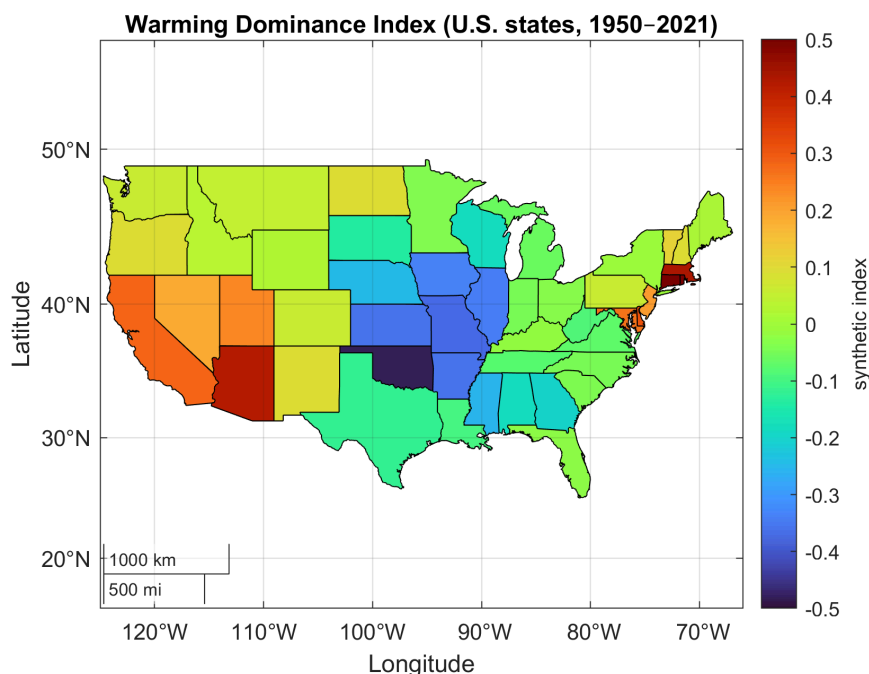 Warming Dominance Index (U.S. states, 1950–2021)
50°N
40°N
30°N
20°N
Latitude
1000 km
500 mi
120°W
110°W
100°W
90°W
80°W
70°W
Longitude
0.5
0.4
0.3
0.2
0.1
0
-0.1
-0.2
-0.3
-0.4
-0.5
synthetic index